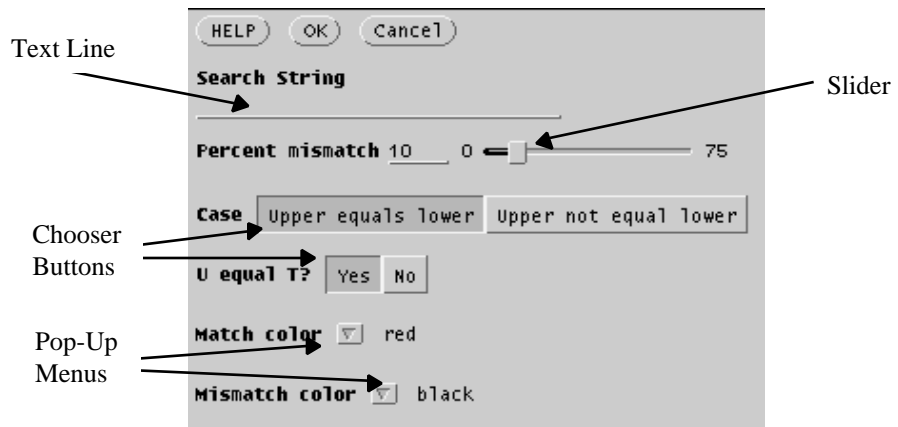 HELP OK Cancel
Text Line
Search String
Slider
Percent mismatch 10 0 75
Case Upper equals lower Upper not equal lower
Chooser
Buttons
U equal T? Yes No
Match color red
Pop-Up
Menus
Mismatch color black